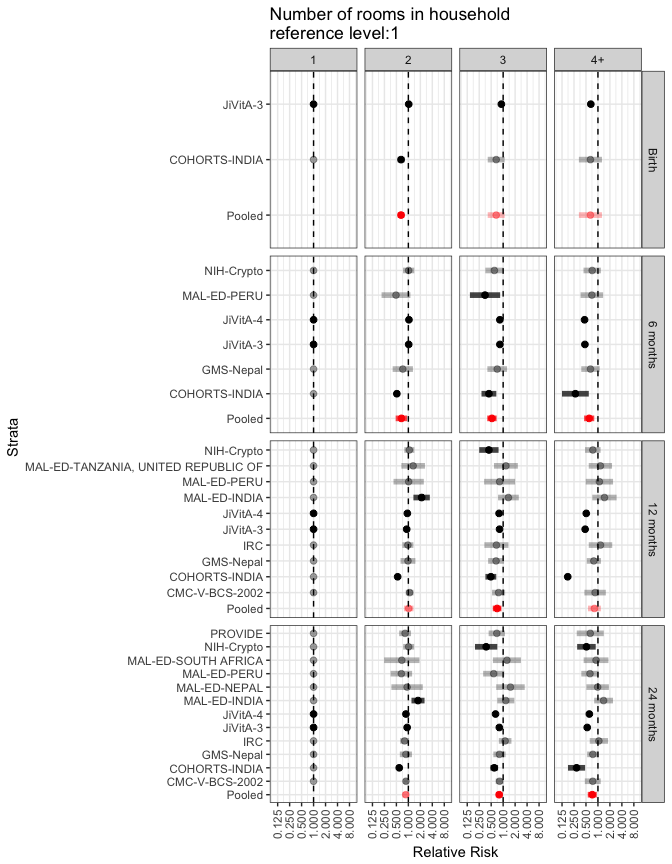 Number of rooms in household
reference level:1
1 2 3 4+
JiVitA-3
COHORTS-INDIA
Pooled
Birth
NIH-Crypto
MAL-ED-PERU
JiVitA-4
JiVitA-3
GMS-Nepal
COHORTS-INDIA
Pooled
6 months
NIH-Crypto
MAL-ED-TANZANIA, UNITED REPUBLIC OF
MAL-ED-PERU
MAL-ED-INDIA
JiVitA-4
JiVitA-3
IRC
GMS-Nepal
COHORTS-INDIA
CMC-V-BCS-2002
Pooled
12 months
PROVIDE
NIH-Crypto
MAL-ED-SOUTH AFRICA
MAL-ED-PERU
MAL-ED-NEPAL
MAL-ED-INDIA
JiVitA-4
JiVitA-3
IRC
GMS-Nepal
COHORTS-INDIA
CMC-V-BCS-2002
Pooled
24 months
Strata
0.125 0.250 0.500 1.000 2.000 4.000 8.000 0.125 0.250 0.500 1.000 2.000 4.000 8.000 0.125 0.250 0.500 1.000 2.000 4.000 8.000 0.125 0.250 0.500 1.000 2.000 4.000 8.000
Relative Risk